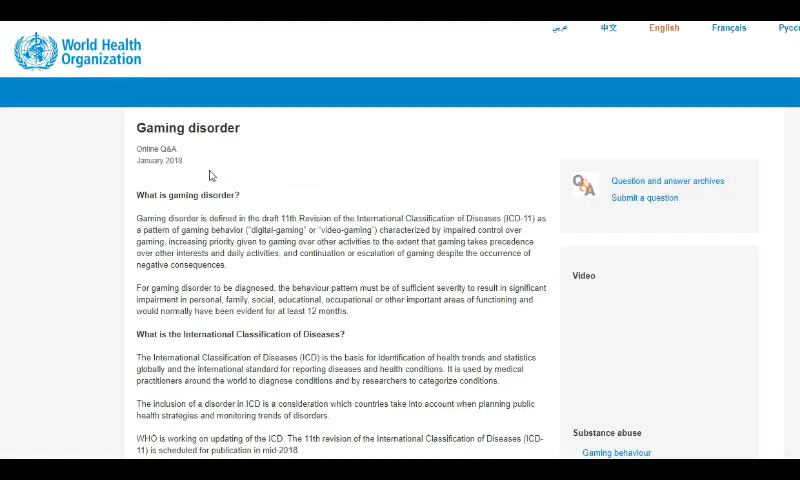 عربي 中文 English Français
World Health
Organization
Gaming disorder
Online Q&A
January 2018
What is gaming disorder?
Gaming disorder is defined in the draft 11th Revision of the International Classification of Diseases (ICD-11) as
a pattern of gaming behavior (“digital-gaming” or “video-gaming”) characterized by impaired control over
gaming, increasing priority given to gaming over other activities to the extent that gaming takes precedence
over other interests and daily activities, and continuation or escalation of gaming despite the occurrence of
negative consequences.
For gaming disorder to be diagnosed, the behaviour pattern must be of sufficient severity to result in significant
impairment in personal, family, social, educational, occupational or other important areas of functioning and
would normally have been evident for at least 12 months.
What is the International Classification of Diseases?
The International Classification of Diseases (ICD) is the basis for identification of health trends and statistics
globally and the international standard for reporting diseases and health conditions. It is used by medical
practitioners around the world to diagnose conditions and by researchers to categorize conditions.
The inclusion of a disorder in ICD is a consideration which countries take into account when planning public
health strategies and monitoring trends of disorders.
WHO is working on updating of the ICD. The 11th revision of the International Classification of Diseases (ICD-
11) is scheduled for publication in mid-2018.
Q&A
Question and answer archives
Submit a question
Video
Substance abuse
Gaming behaviour